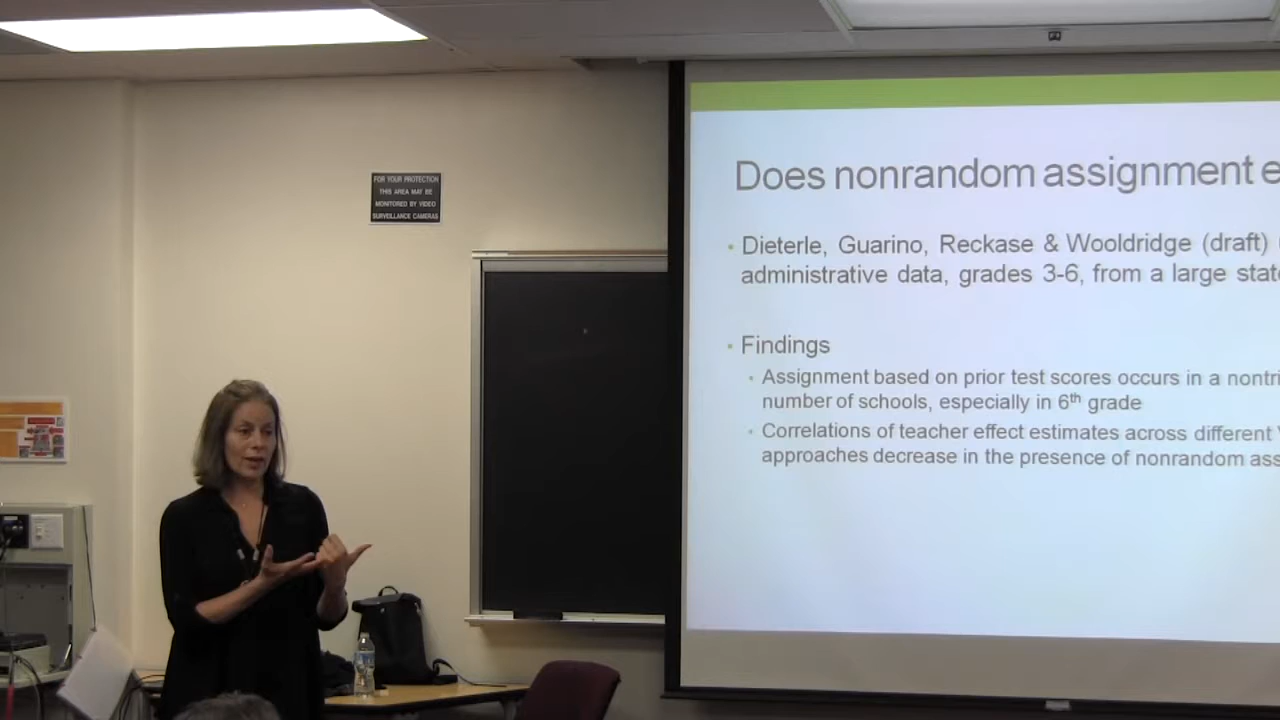 FOR YOUR PROTECTION
THIS AREA MAY BE
MONITORED BY VIDEO
SURVEILLANCE CAMERAS
Does nonrandom assignment e
• Dieterle, Guarino, Reckase & Wooldridge (draft)
administrative data, grades 3-6, from a large state
• Findings
• Assignment based on prior test scores occurs in a nontri
number of schools, especially in 6th grade
• Correlations of teacher effect estimates across different V
approaches decrease in the presence of nonrandom ass